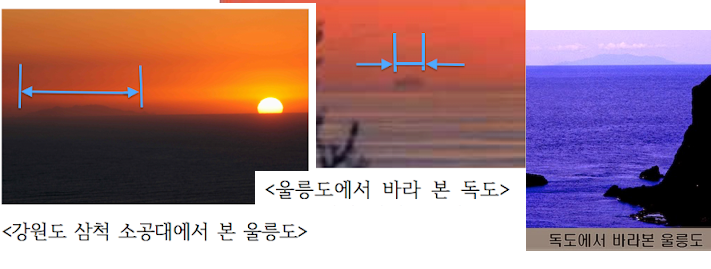 <울릉도에서 바라 본 독도>
<강원도 삼척 소공대에서 본 울릉도>
독도에서 바라본 울릉도